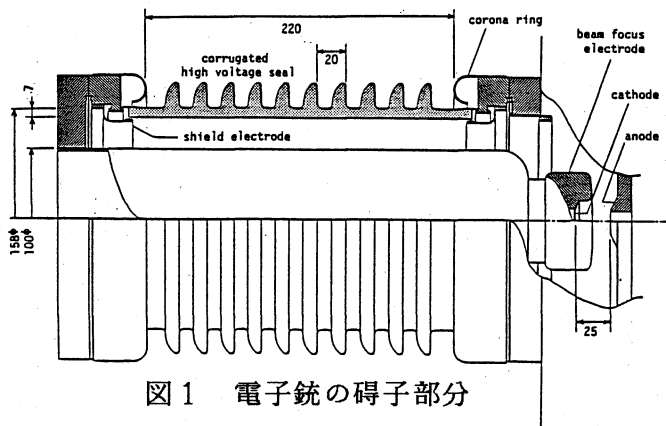 220
corona ring
beam focus
electrode
corrugated
high voltage seal
20
cathode
7
shield electrode
anode
158Φ
100Φ
25
図1 電子銃の碍子部分